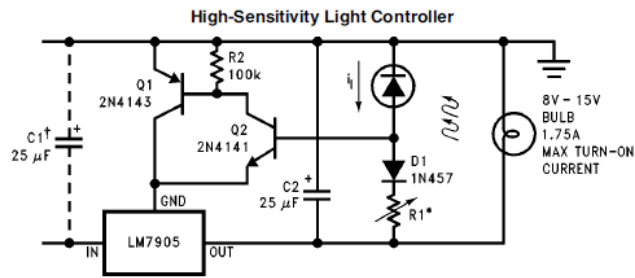 High-Sensitivity Light Controller
R2
100k
Q1
2N4143
i_l
8V – 15V
BULB
1.75A
MAX TURN-ON
CURRENT
C1† +
25 μF
Q2
2N4141
D1
1N457
C2 +
25 μF
R1*
GND
IN
LM7905
OUT